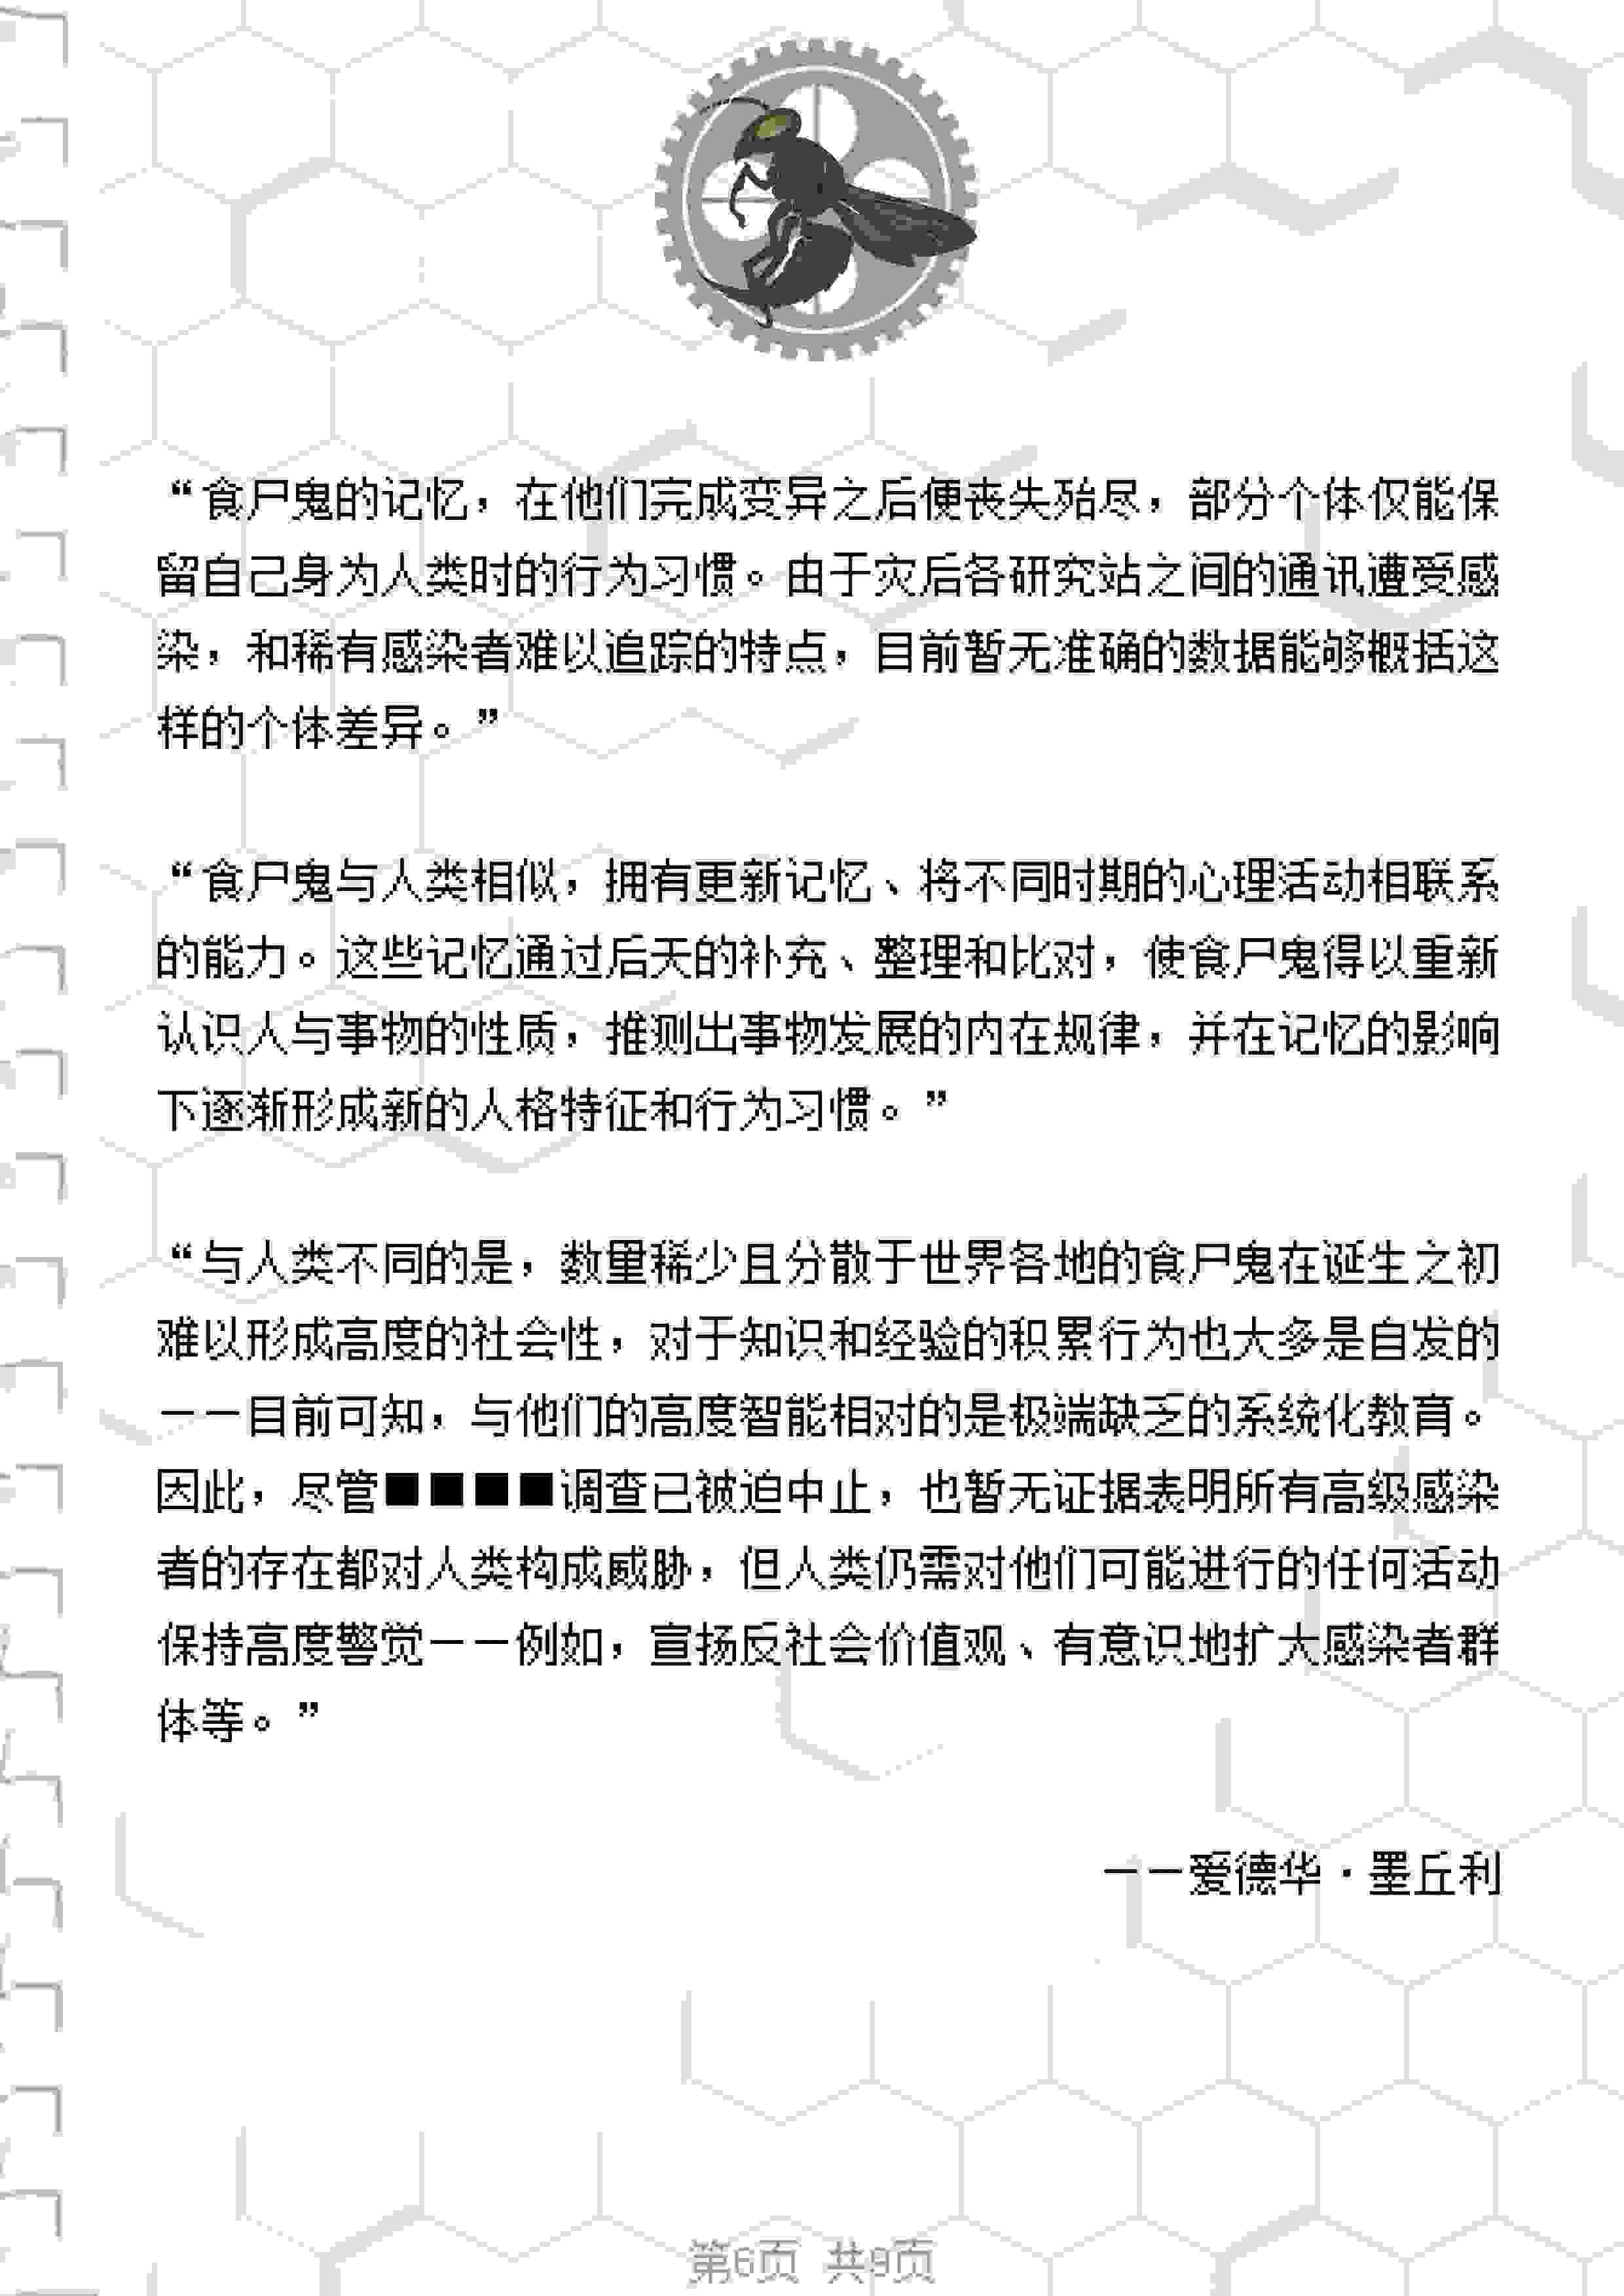 “食尸鬼的记忆，在他们完成变异之后便丧失殆尽，部分个体仅能保
留自己身为人类时的行为习惯。由于灾后各研究站之间的通讯遭受感
染，和稀有感染者难以追踪的特点，目前暂无准确的数据能够概括这
样的个体差异。”
“食尸鬼与人类相似，拥有更新记忆、将不同时期的心理活动相联系
的能力。这些记忆通过后天的补充、整理和比对，使食尸鬼得以重新
认识人与事物的性质，推测出事物发展的内在规律，并在记忆的影响
下逐渐形成新的人格特征和行为习惯。”
“与人类不同的是，数量稀少且分散于世界各地的食尸鬼在诞生之初
难以形成高度的社会性，对于知识和经验的积累行为也大多是自发的
——目前可知，与他们的高度智能相对的是极端缺乏的系统化教育。
因此，尽管■■■■调查已被迫中止，也暂无证据表明所有高级感染
者的存在都对人类构成威胁，但人类仍需对他们可能进行的任何活动
保持高度警觉——例如，宣扬反社会价值观、有意识地扩大感染者群
体等。”
——爱德华·墨丘利
第6页 共9页